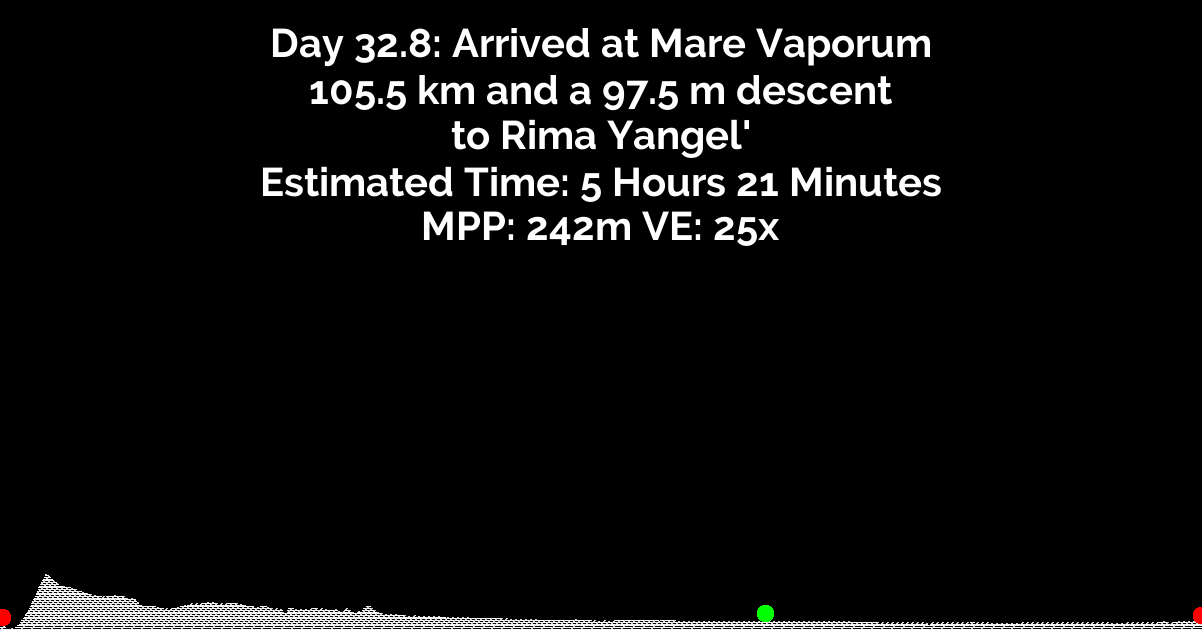 Day 32.8: Arrived at Mare Vaporum
105.5 km and a 97.5 m descent
to Rima Yangel'
Estimated Time: 5 Hours 21 Minutes
MPP: 242m VE: 25x